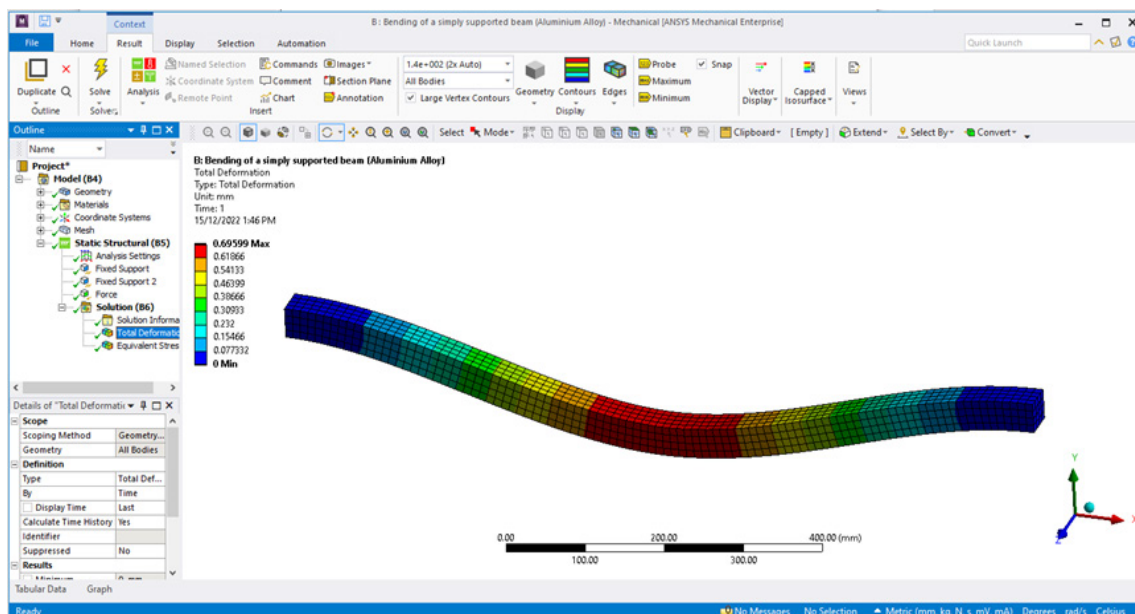 B : Bending of a simply supported beam (Aluminium Alloy) - Mechanical [ANSYS Mechanical Enterprise]
Context
File Home Result Display Selection Automation
Quick Launch
Duplicate
Outline
Solve
Analysis
Named Selection
Coordinate System
Remote Point
Commands
Comment
Chart
Images
Section Plane
Annotation
Insert
1.4e+002 (2x Auto)
All Bodies
Large Vertex Contours
Geometry
Contours
Edges
Display
Probe
Maximum
Minimum
Snap
Vector
Display
Capped
Isosurface
Views
Outline
Select Mode Clipboard [ Empty ] Extend Select By Convert
Name
Project*
Model (B4)
Geometry
Materials
Coordinate Systems
Mesh
Static Structural (B5)
Analysis Settings
Fixed Support
Fixed Support 2
Force
Solution (B6)
Solution Informa
Total Deformatio
Equivalent Stres
B: Bending of a simply supported beam (Aluminium Alloy)
Total Deformation
Type: Total Deformation
Unit: mm
Time: 1
15/12/2022 1:46 PM
0.69599 Max
0.61866
0.54133
0.46399
0.38666
0.30933
0.232
0.15466
0.077332
0 Min
Details of "Total Deformati
Scope
Scoping Method Geometry...
Geometry All Bodies
Definition
Type Total Def...
By Time
Display Time Last
Calculate Time History Yes
Identifier
Suppressed No
Results
Tabular Data Graph
0.00 200.00 400.00 (mm)
100.00 300.00
Y
X
Z
Ready
No Messages No Selection Metric (mm, kg, N, s, mV, mA) Degrees rad/s Celsius